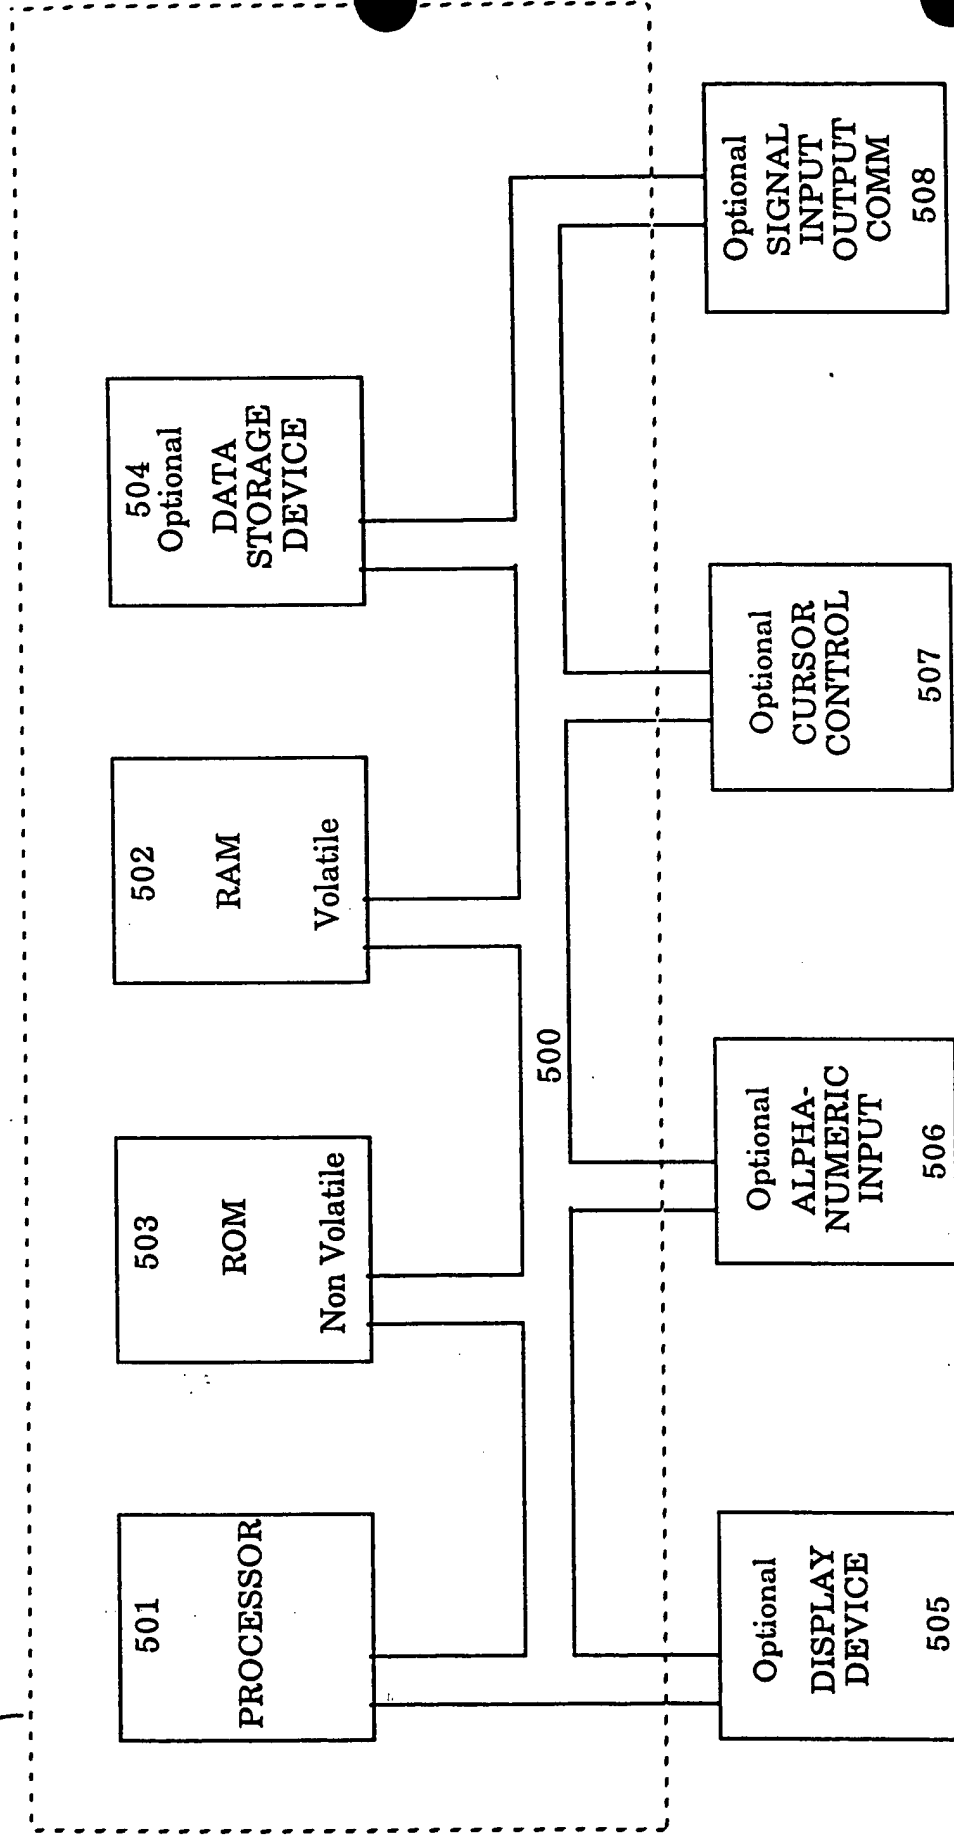 501
PROCESSOR
503
ROM
Non Volatile
502
RAM
Volatile
504
Optional
DATA
STORAGE
DEVICE
500
Optional
DISPLAY
DEVICE
505
Optional
ALPHA-
NUMERIC
INPUT
506
Optional
CURSOR
CONTROL
507
Optional
SIGNAL
INPUT
OUTPUT
COMM
508